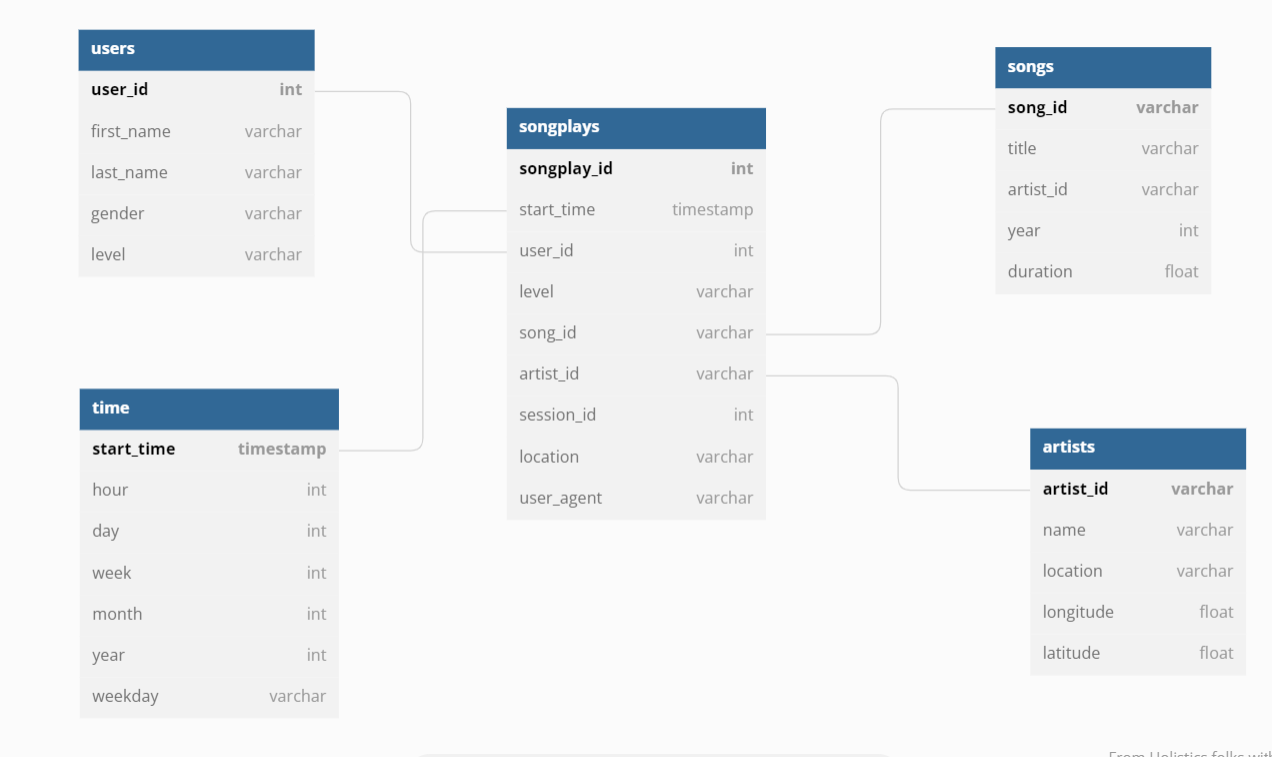 users
user_id int
first_name varchar
last_name varchar
gender varchar
level varchar
time
start_time timestamp
hour int
day int
week int
month int
year int
weekday varchar
songplays
songplay_id int
start_time timestamp
user_id int
level varchar
song_id varchar
artist_id varchar
session_id int
location varchar
user_agent varchar
songs
song_id varchar
title varchar
artist_id varchar
year int
duration float
artists
artist_id varchar
name varchar
location varchar
longitude float
latitude float
From Holistics folks with